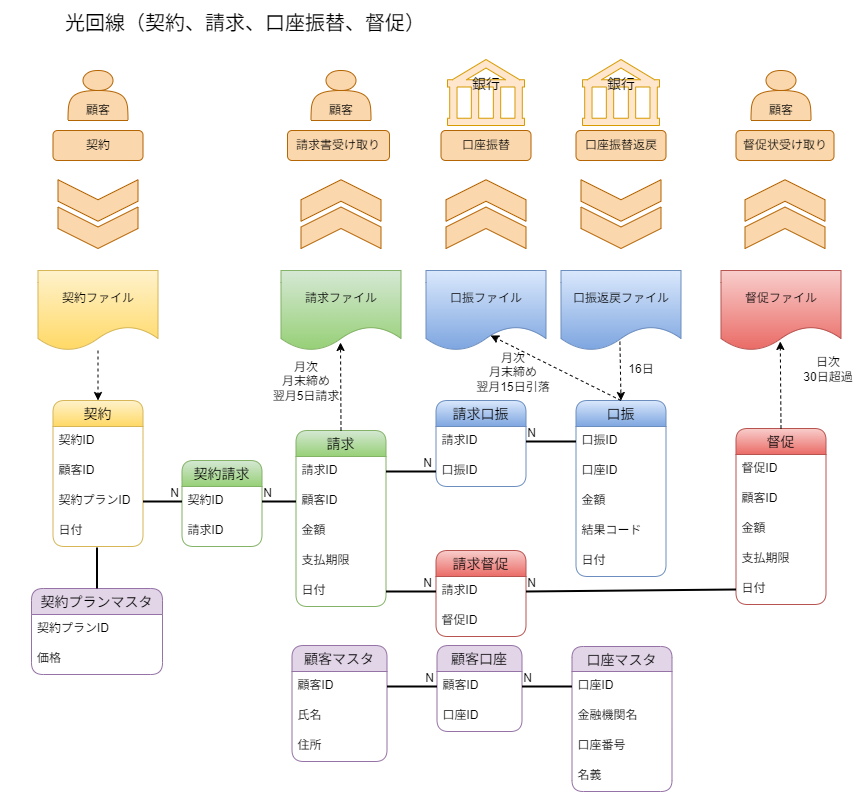 光回線（契約、請求、口座振替、督促）
顧客
顧客
銀行
銀行
顧客
契約
請求書受け取り
口座振替
口座振替返戻
督促状受け取り
契約ファイル
請求ファイル
口振ファイル
口振返戻ファイル
督促ファイル
月次
月末締め
翌月5日請求
月次
月末締め
翌月15日引落
16日
日次
30日超過
契約
契約ID
顧客ID
契約プランID
日付
N
契約請求
契約ID
請求ID
N
請求
請求ID
顧客ID
金額
支払期限
日付
N
請求口振
請求ID
口振ID
N
口振
口振ID
口座ID
金額
結果コード
日付
N
請求督促
請求ID
督促ID
N
督促
督促ID
顧客ID
金額
支払期限
日付
契約プランマスタ
契約プランID
価格
顧客マスタ
顧客ID
氏名
住所
N
顧客口座
顧客ID
口座ID
N
口座マスタ
口座ID
金融機関名
口座番号
名義